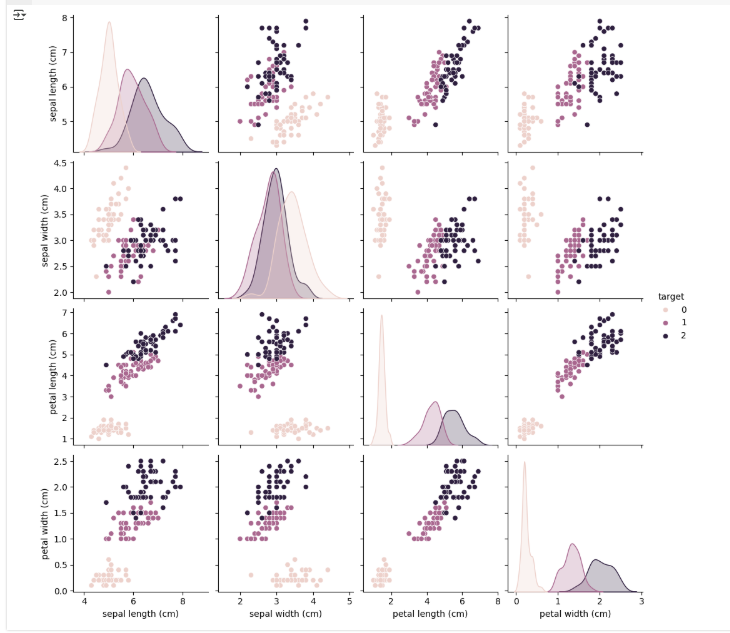 8
7
6
5
sepal length (cm)
4.5
4.0
3.5
3.0
2.5
2.0
sepal width (cm)
target
0
1
2
7
6
5
4
3
2
1
petal length (cm)
2.5
2.0
1.5
1.0
0.5
0.0
petal width (cm)
4 6 8
sepal length (cm)
2 3 4 5
sepal width (cm)
2 4 6 8
petal length (cm)
0 1 2 3
petal width (cm)